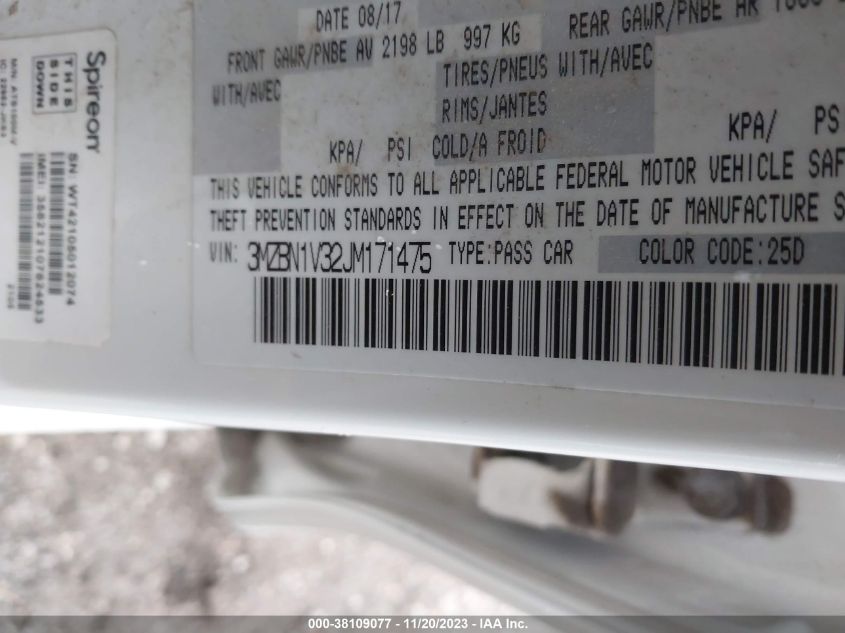 DATE 08/17
FRONT GAWR/PNBE AV 2198 LB 997 KG
REAR GAWR/PNBE AR
WITH/AVEC
TIRES/PNEUS WITH/AVEC
RIMS/JANTES
KPA/ PSI COLD/A FROID
KPA/ PS
THIS VEHICLE CONFORMS TO ALL APPLICABLE FEDERAL MOTOR VEHICLE SAF
THEFT PREVENTION STANDARDS IN EFFECT ON THE DATE OF MANUFACTURE S
VIN: 3MZBN1V32JM171475 TYPE:PASS CAR COLOR CODE:25D
Spireon
THIS
SIDE
DOWN
000-38109077 - 11/20/2023 - IAA Inc.